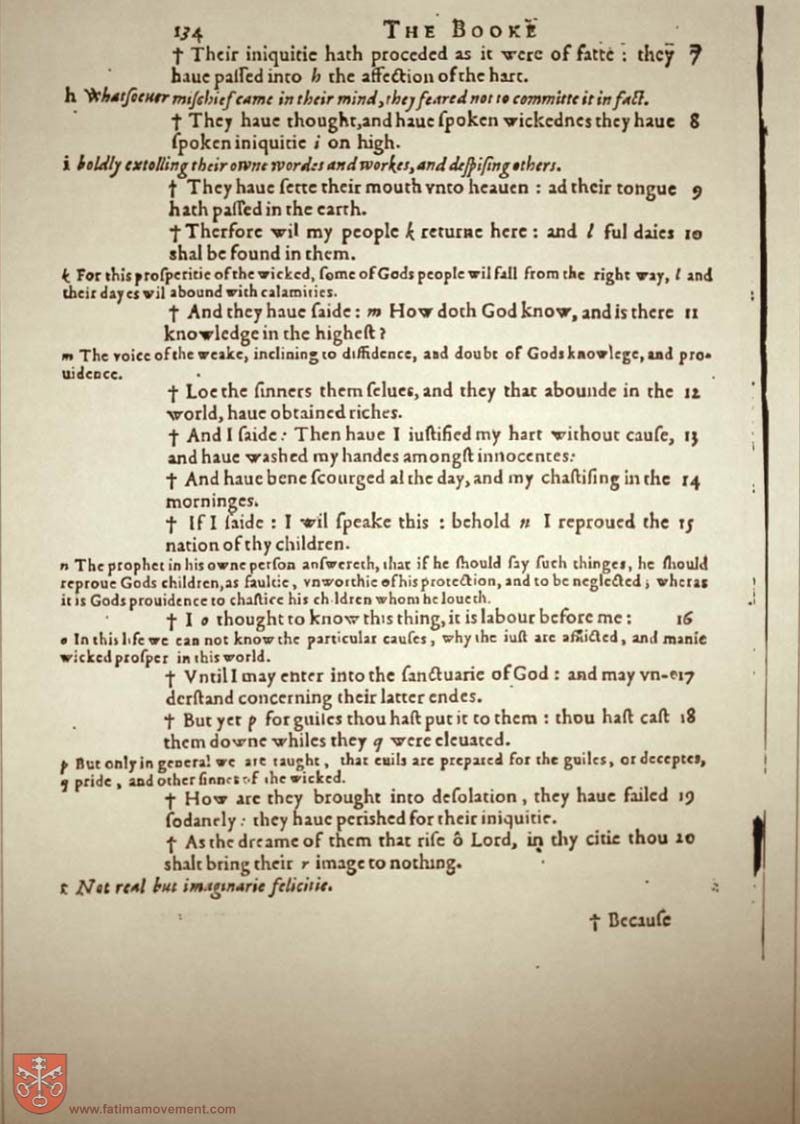 134 THE BOOKE
† Their iniquitie hath proceded as it were of fatte : they 7
haue paſſed into h the affection of the hart.
h Whatſoeuer miſchief came in their mind, they feared not to committe it in fact.
† They haue thought, and haue ſpoken wickednes they haue 8
ſpoken iniquitie i on high.
i boldly extolling their owne wordes and workes, and deſpiſing others.
† They haue ſette their mouth vnto heauen : ad their tongue 9
hath paſſed in the earth.
† Therfore wil my people k returne here : and l ful daies 10
shal be found in them.
k For this proſperitie of the wicked, ſome of Gods people wil fall from the right way, l and
their dayes wil abound with calamities.
† And they haue ſaide : m How doth God know, and is there 11
knowledge in the higheſt ?
m The voice of the weake, inclining to diffidence, and doubt of Gods knowlege, and pro-
uidence.
† Loe the ſinners them ſelues, and they that abounde in the 12
world, haue obtained riches.
† And I ſaide : Then haue I iuſtified my hart without cauſe, 13
and haue washed my handes amongſt innocentes:
† And haue bene ſcourged al the day, and my chaſtiſing in the 14
morninges.
† If I ſaide : I wil ſpeake this : behold n I reproued the 15
nation of thy children.
n The prophet in his owne perſon anſwereth, that if he ſhould ſay ſuch thinges, he ſhould
reproue Gods children, as faultie, vnworthie of his protection, and to be neglected ; wheras
it is Gods prouidence to chaſtice his children whom he loueth.
† I o thought to know this thing, it is labour before me : 16
o In this life we can not know the particular cauſes, why the iuſt are afflicted, and manie
wicked proſper in this world.
† Vntil I may enter into the ſanctuarie of God : and may vn- 17
derſtand concerning their latter endes.
† But yet p for guiles thou haſt put it to them : thou haſt caſt 18
them downe whiles they q were eleuated.
p But only in general we are taught, that euils are prepared for the guiles, or deceptes,
q pride, and other ſinnes of the wicked.
† How are they brought into deſolation, they haue failed 19
ſodanely : they haue perished for their iniquitie.
† As the dreame of them that riſe ô Lord, in thy citie thou 20
shalt bring their r image to nothing.
r Not real but imaginarie felicitie.
† Becauſe
www.fatimamovement.com